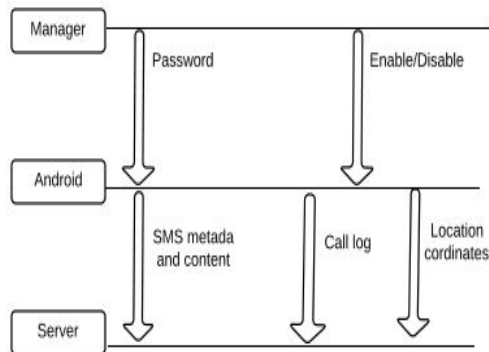 Manager
Password
Enable/Disable
Android
SMS metada
and content
Call log
Location
cordinates
Server